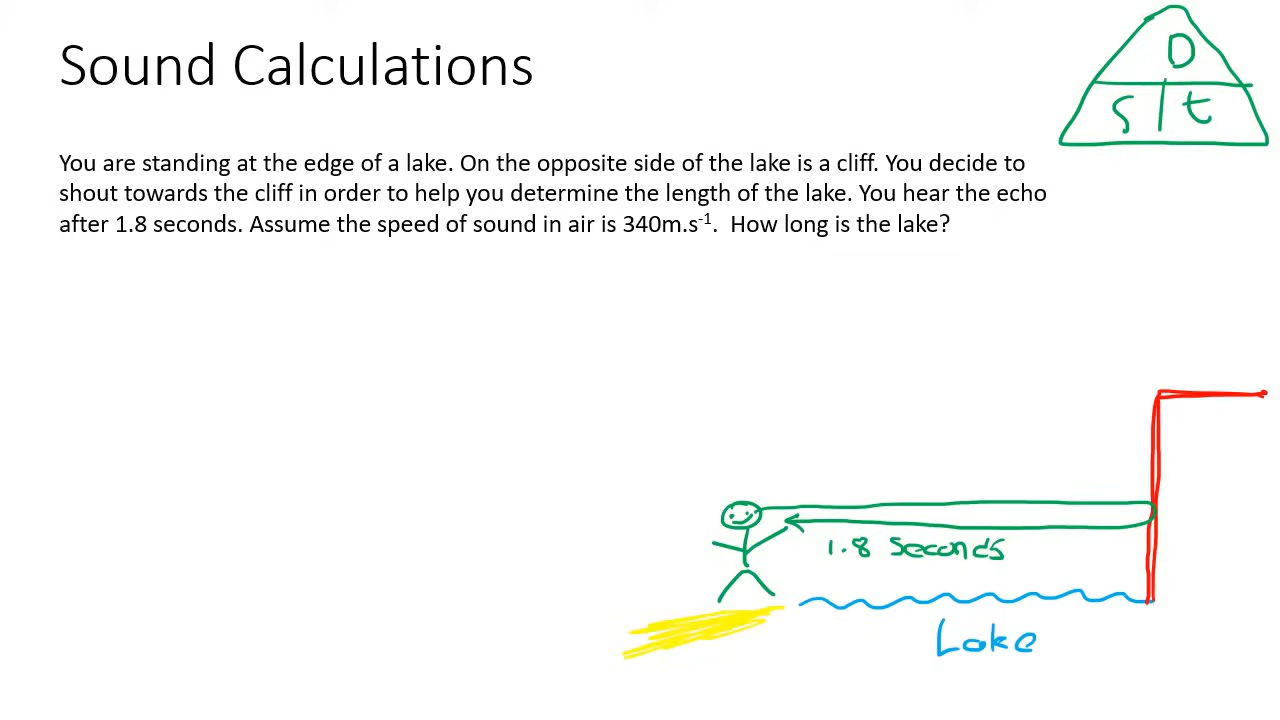 Sound Calculations
D
s t
You are standing at the edge of a lake. On the opposite side of the lake is a cliff. You decide to
shout towards the cliff in order to help you determine the length of the lake. You hear the echo
after 1.8 seconds. Assume the speed of sound in air is 340m.s⁻¹. How long is the lake?
1.8 seconds
Lake